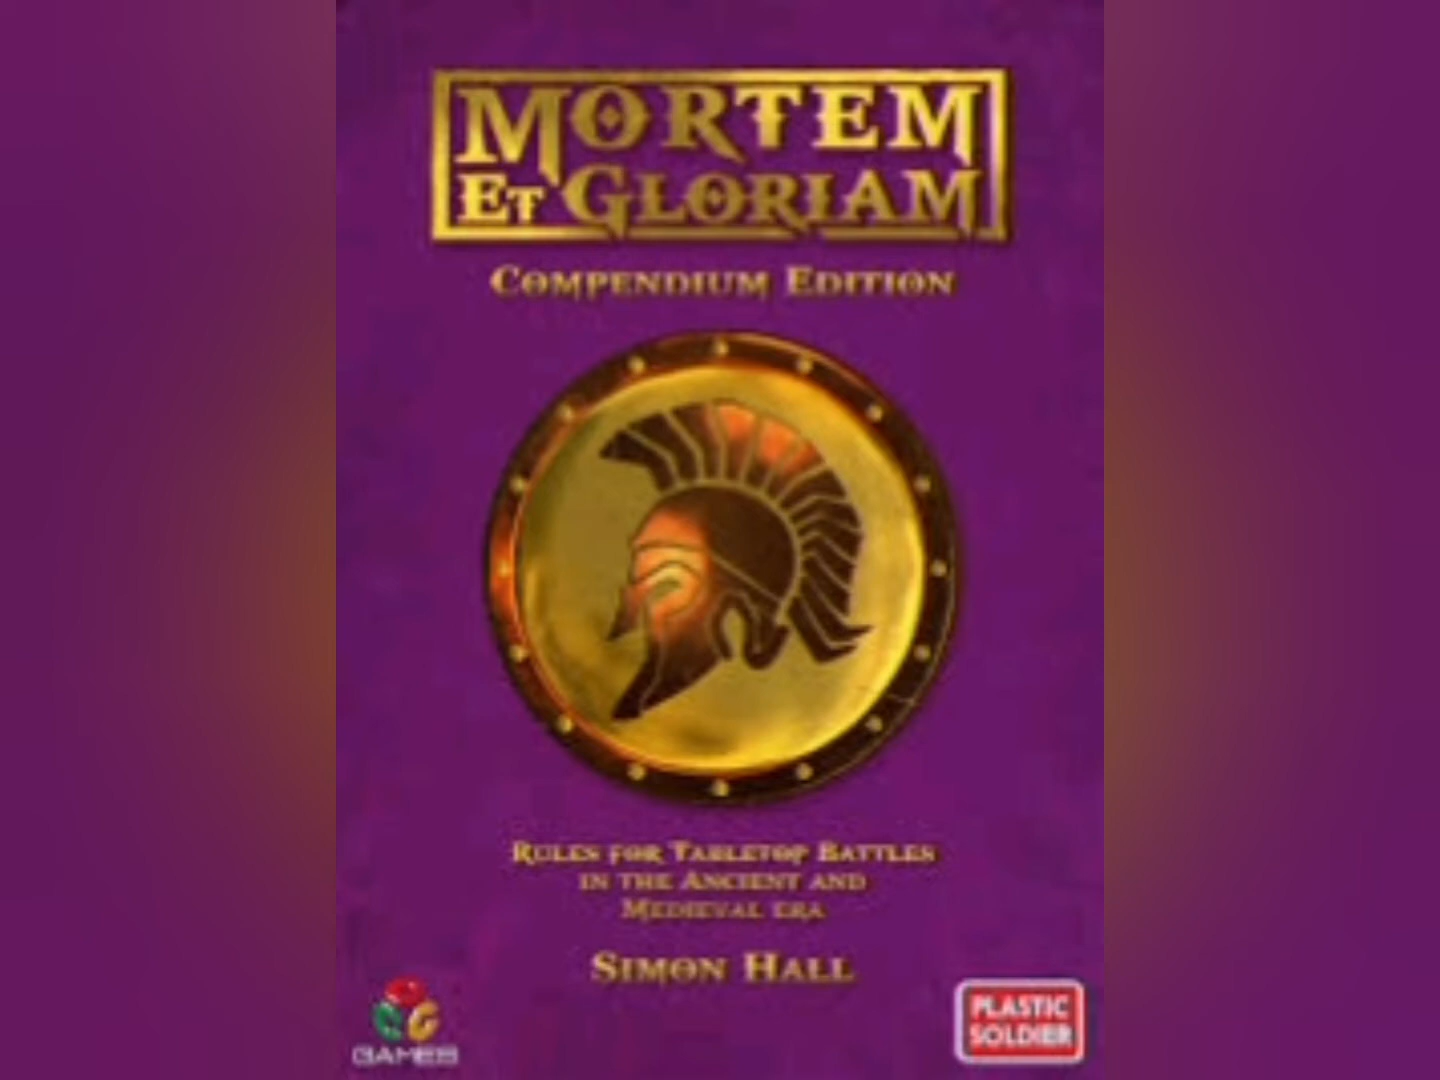 MORTEM
ET GLORIAM
COMPENDIUM EDITION
RULES FOR TABLETOP BATTLES
IN THE ANCIENT AND
MEDIEVAL ERA
SIMON HALL
GAMES
PLASTIC
SOLDIER